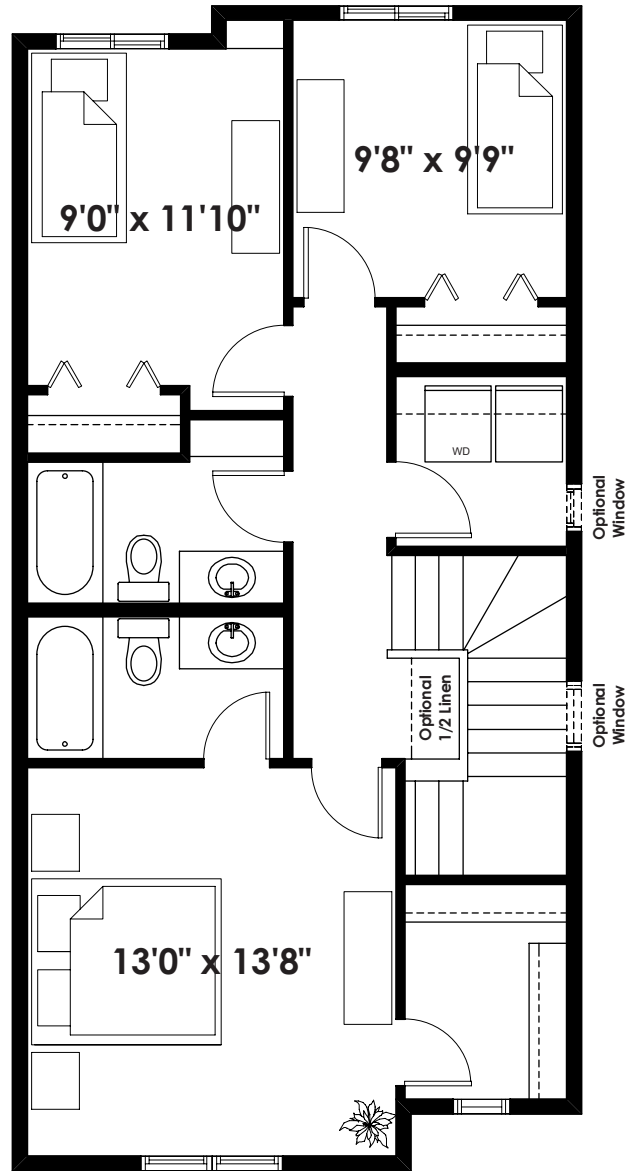 9'8" x 9'9"
9'0" x 11'10"
WD
Optional
Window
Optional
1/2 Linen
Optional
Window
13'0" x 13'8"